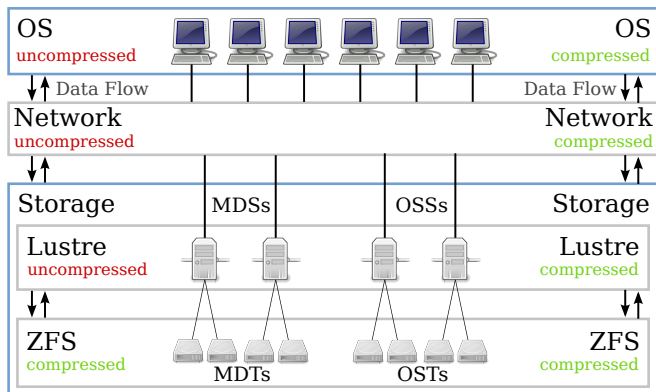 OS OS
uncompressed compressed
Data Flow Data Flow
Network Network
uncompressed compressed
Storage MDSs OSSs Storage
Lustre Lustre
uncompressed compressed
ZFS ZFS
compressed compressed
MDTs OSTs